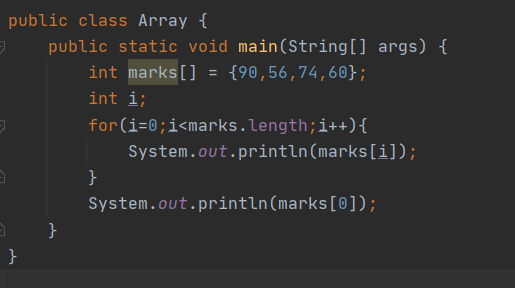 public class Array {
    public static void main(String[] args) {
        int marks[] = {90,56,74,60};
        int i;
        for(i=0;i<marks.length;i++){
            System.out.println(marks[i]);
        }
        System.out.println(marks[0]);
    }
}